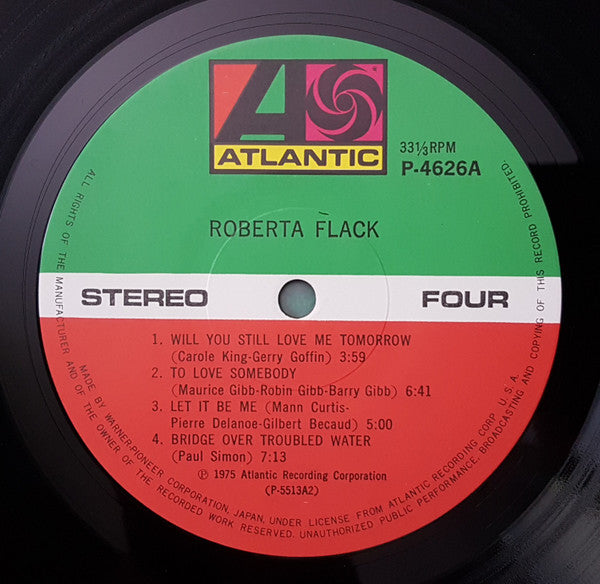 ATLANTIC
33⅓RPM
P-4626A
ROBERTA FLACK
STEREO FOUR
1. WILL YOU STILL LOVE ME TOMORROW
(Carole King-Gerry Goffin) 3:59
2. TO LOVE SOMEBODY
(Maurice Gibb-Robin Gibb-Barry Gibb) 6:41
3. LET IT BE ME (Mann Curtis-
Pierre Delanoe-Gilbert Becaud) 5:00
4. BRIDGE OVER TROUBLED WATER
(Paul Simon) 7:13
℗ 1975 Atlantic Recording Corporation
(P-5513A2)
MADE BY WARNER-PIONEER CORPORATION, JAPAN, UNDER LICENSE FROM ATLANTIC RECORDING CORP. U.S.A.
ALL RIGHTS OF THE MANUFACTURER AND OF THE OWNER OF THE RECORDED WORK RESERVED. UNAUTHORIZED PUBLIC PERFORMANCE, BROADCASTING AND COPYING OF THIS RECORD PROHIBITED.